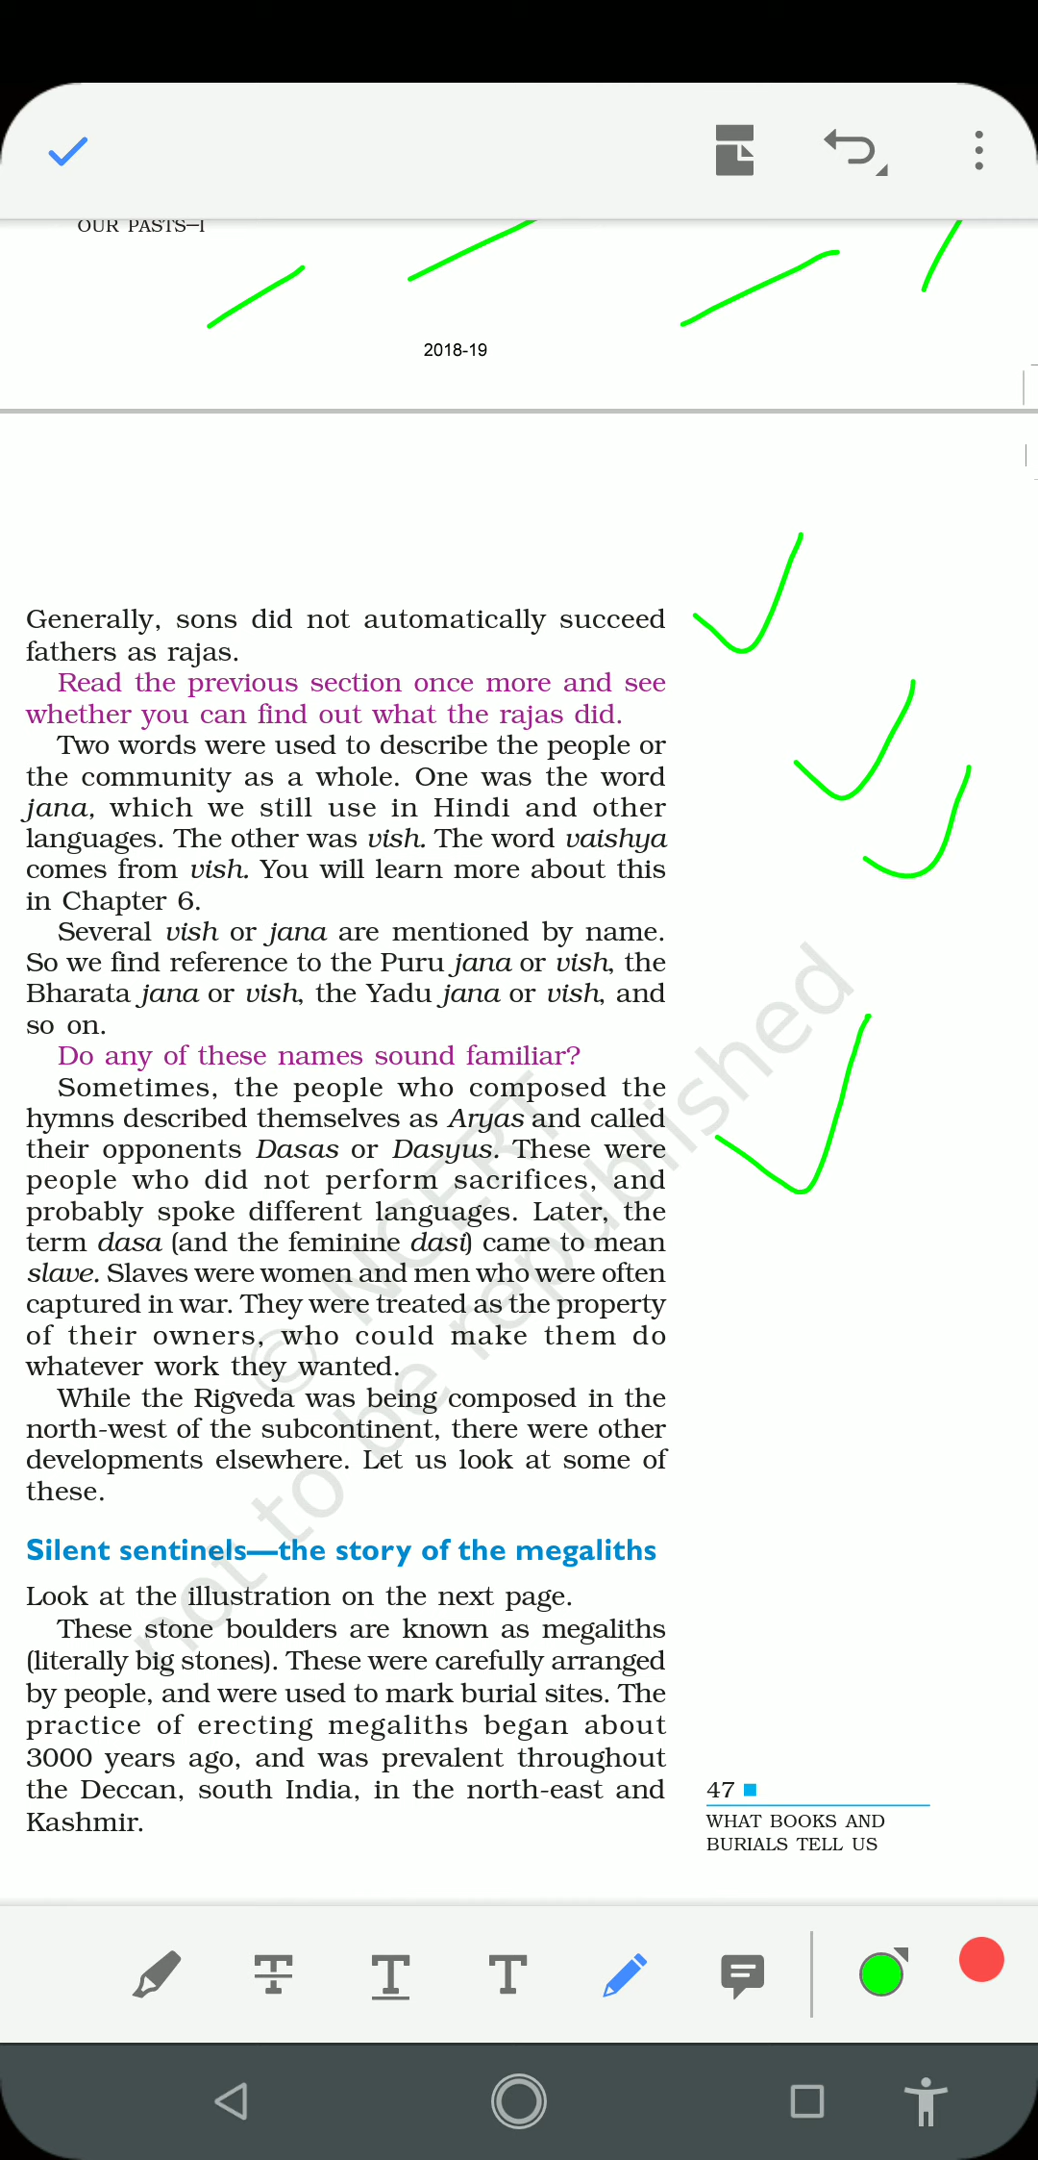 OUR PASTS–I
2018-19
Generally, sons did not automatically succeed
fathers as rajas.
Read the previous section once more and see
whether you can find out what the rajas did.
Two words were used to describe the people or
the community as a whole. One was the word
jana, which we still use in Hindi and other
languages. The other was vish. The word vaishya
comes from vish. You will learn more about this
in Chapter 6.
Several vish or jana are mentioned by name.
So we find reference to the Puru jana or vish, the
Bharata jana or vish, the Yadu jana or vish, and
so on.
Do any of these names sound familiar?
Sometimes, the people who composed the
hymns described themselves as Aryas and called
their opponents Dasas or Dasyus. These were
people who did not perform sacrifices, and
probably spoke different languages. Later, the
term dasa (and the feminine dasi) came to mean
slave. Slaves were women and men who were often
captured in war. They were treated as the property
of their owners, who could make them do
whatever work they wanted.
While the Rigveda was being composed in the
north-west of the subcontinent, there were other
developments elsewhere. Let us look at some of
these.
Silent sentinels—the story of the megaliths
Look at the illustration on the next page.
These stone boulders are known as megaliths
(literally big stones). These were carefully arranged
by people, and were used to mark burial sites. The
practice of erecting megaliths began about
3000 years ago, and was prevalent throughout
the Deccan, south India, in the north-east and
Kashmir.
47
WHAT BOOKS AND
BURIALS TELL US
© NCERT
not to be republished